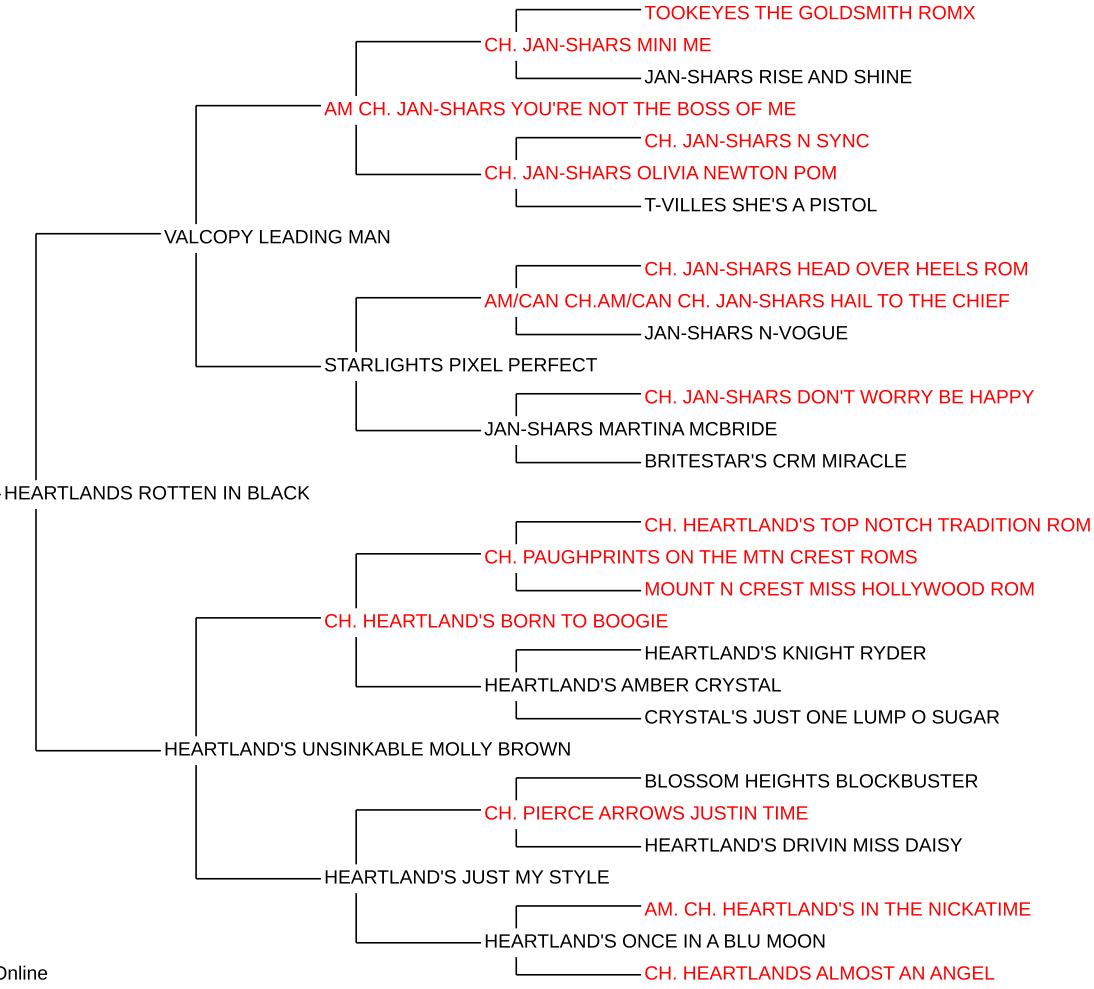 TOOKEYES THE GOLDSMITH ROMX
CH. JAN-SHARS MINI ME
JAN-SHARS RISE AND SHINE
AM CH. JAN-SHARS YOU'RE NOT THE BOSS OF ME
CH. JAN-SHARS N SYNC
CH. JAN-SHARS OLIVIA NEWTON POM
T-VILLES SHE'S A PISTOL
VALCOPY LEADING MAN
CH. JAN-SHARS HEAD OVER HEELS ROM
AM/CAN CH.AM/CAN CH. JAN-SHARS HAIL TO THE CHIEF
JAN-SHARS N-VOGUE
STARLIGHTS PIXEL PERFECT
CH. JAN-SHARS DON'T WORRY BE HAPPY
JAN-SHARS MARTINA MCBRIDE
BRITESTAR'S CRM MIRACLE
HEARTLANDS ROTTEN IN BLACK
CH. HEARTLAND'S TOP NOTCH TRADITION ROM
CH. PAUGHPRINTS ON THE MTN CREST ROMS
MOUNT N CREST MISS HOLLYWOOD ROM
CH. HEARTLAND'S BORN TO BOOGIE
HEARTLAND'S KNIGHT RYDER
HEARTLAND'S AMBER CRYSTAL
CRYSTAL'S JUST ONE LUMP O SUGAR
HEARTLAND'S UNSINKABLE MOLLY BROWN
BLOSSOM HEIGHTS BLOCKBUSTER
CH. PIERCE ARROWS JUSTIN TIME
HEARTLAND'S DRIVIN MISS DAISY
HEARTLAND'S JUST MY STYLE
AM. CH. HEARTLAND'S IN THE NICKATIME
HEARTLAND'S ONCE IN A BLU MOON
CH. HEARTLANDS ALMOST AN ANGEL
Online